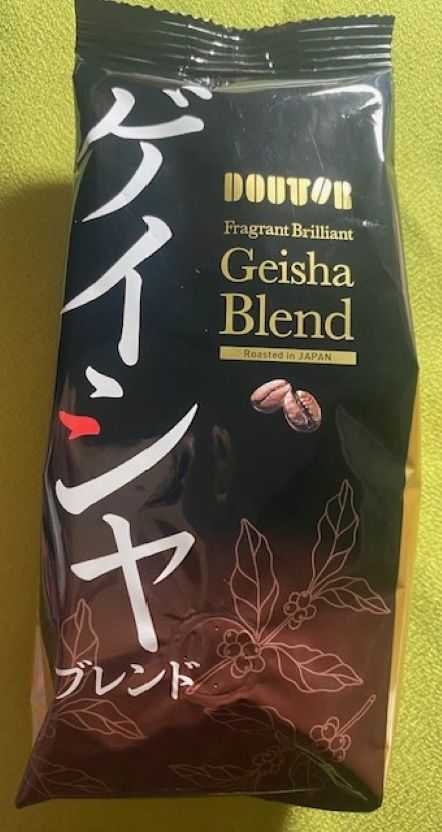 ゲイシャ
ブレンド
DOUTOR
Fragrant Brilliant
Geisha
Blend
Roasted in JAPAN